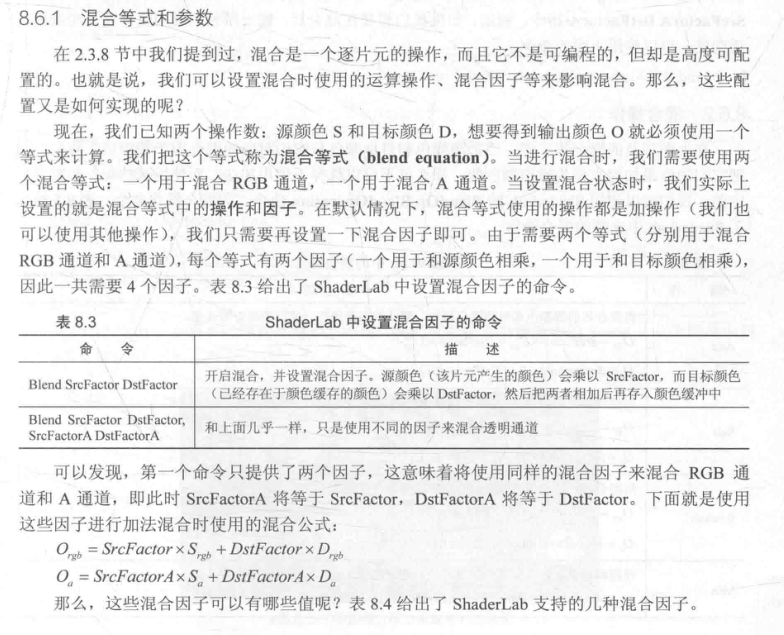 8.6.1 混合等式和参数
在 2.3.8 节中我们提到过，混合是一个逐片元的操作，而且它不是可编程的，但却是高度可配
置的。也就是说，我们可以设置混合时使用的运算操作、混合因子等来影响混合。那么，这些配
置又是如何实现的呢？
现在，我们已知两个操作数：源颜色 S 和目标颜色 D，想要得到输出颜色 O 就必须使用一个
等式来计算。我们把这个等式称为混合等式（blend equation）。当进行混合时，我们需要使用两
个混合等式：一个用于混合 RGB 通道，一个用于混合 A 通道。当设置混合状态时，我们实际上
设置的就是混合等式中的操作和因子。在默认情况下，混合等式使用的操作都是加操作（我们也
可以使用其他操作），我们只需要再设置一下混合因子即可。由于需要两个等式（分别用于混合
RGB 通道和 A 通道），每个等式有两个因子（一个用于和源颜色相乘，一个用于和目标颜色相乘），
因此一共需要 4 个因子。表 8.3 给出了 ShaderLab 中设置混合因子的命令。
表 8.3 ShaderLab 中设置混合因子的命令
命 令 描 述
Blend SrcFactor DstFactor
开启混合，并设置混合因子。源颜色（该片元产生的颜色）会乘以 SrcFactor，而目标颜色
（已经存在于颜色缓存的颜色）会乘以 DstFactor，然后把两者相加后再存入颜色缓冲中
Blend SrcFactor DstFactor,
SrcFactorA DstFactorA
和上面几乎一样，只是使用不同的因子来混合透明通道
可以发现，第一个命令只提供了两个因子，这意味着将使用同样的混合因子来混合 RGB 通
道和 A 通道，即此时 SrcFactorA 将等于 SrcFactor，DstFactorA 将等于 DstFactor。下面就是使用
这些因子进行加法混合时使用的混合公式：
O_rgb = SrcFactor × S_rgb + DstFactor × D_rgb
O_a = SrcFactorA × S_a + DstFactorA × D_a
那么，这些混合因子可以有哪些值呢？表 8.4 给出了 ShaderLab 支持的几种混合因子。